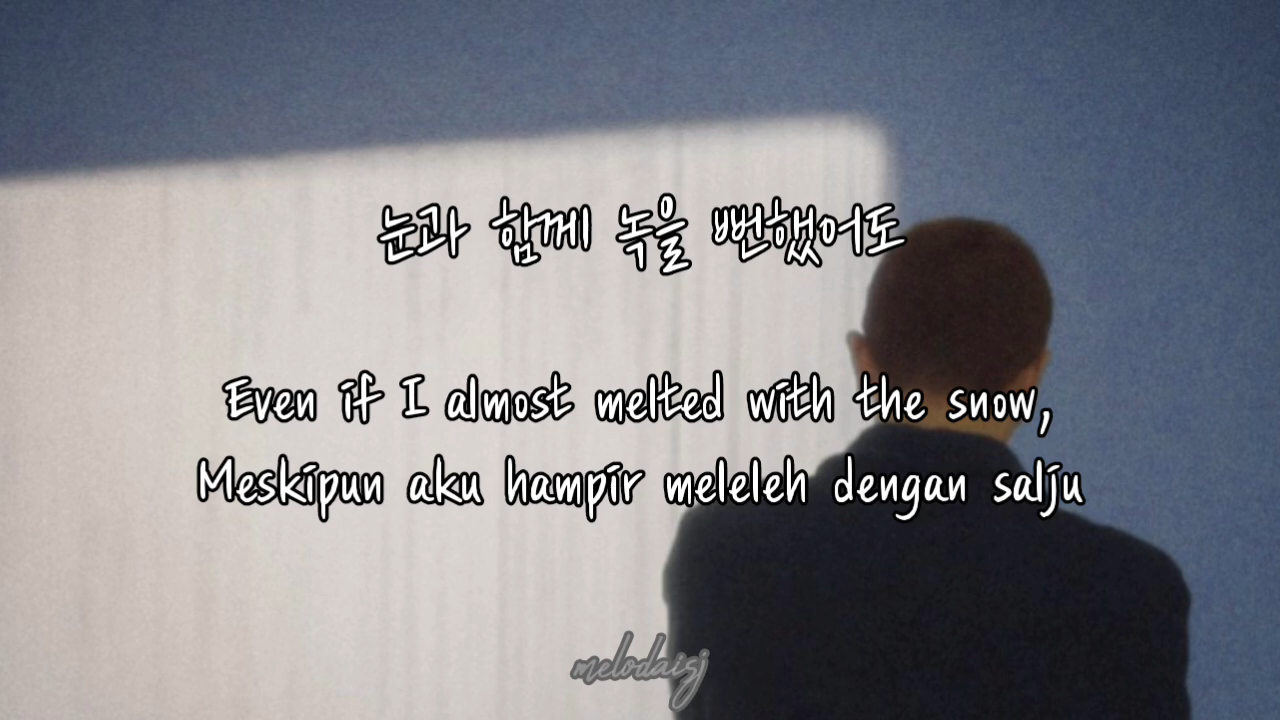 눈과 함께 녹을 뻔했어도
Even if I almost melted with the snow,
Meskipun aku hampir meleleh dengan salju
melodaisj